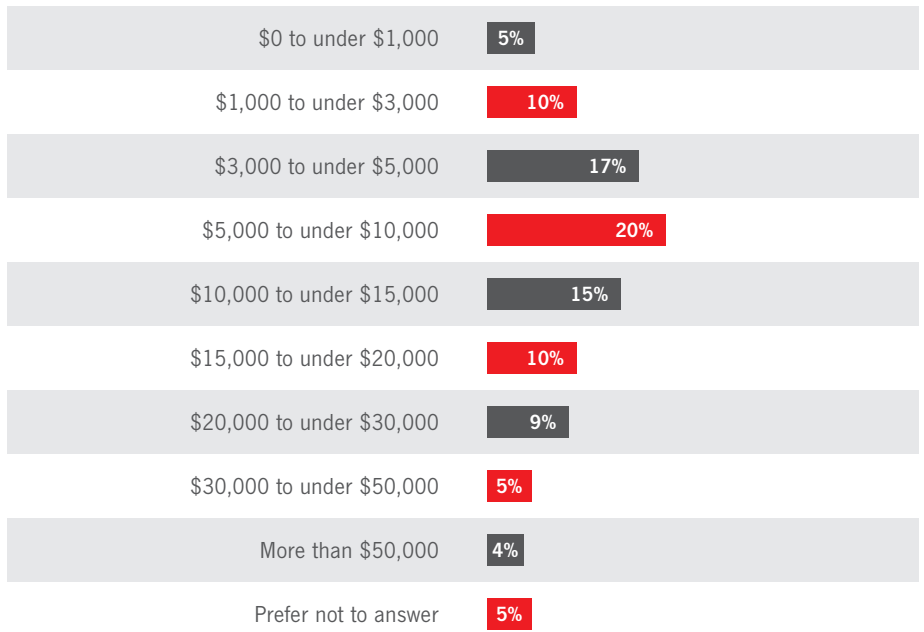 $0 to under $1,000 5%
$1,000 to under $3,000 10%
$3,000 to under $5,000 17%
$5,000 to under $10,000 20%
$10,000 to under $15,000 15%
$15,000 to under $20,000 10%
$20,000 to under $30,000 9%
$30,000 to under $50,000 5%
More than $50,000 4%
Prefer not to answer 5%